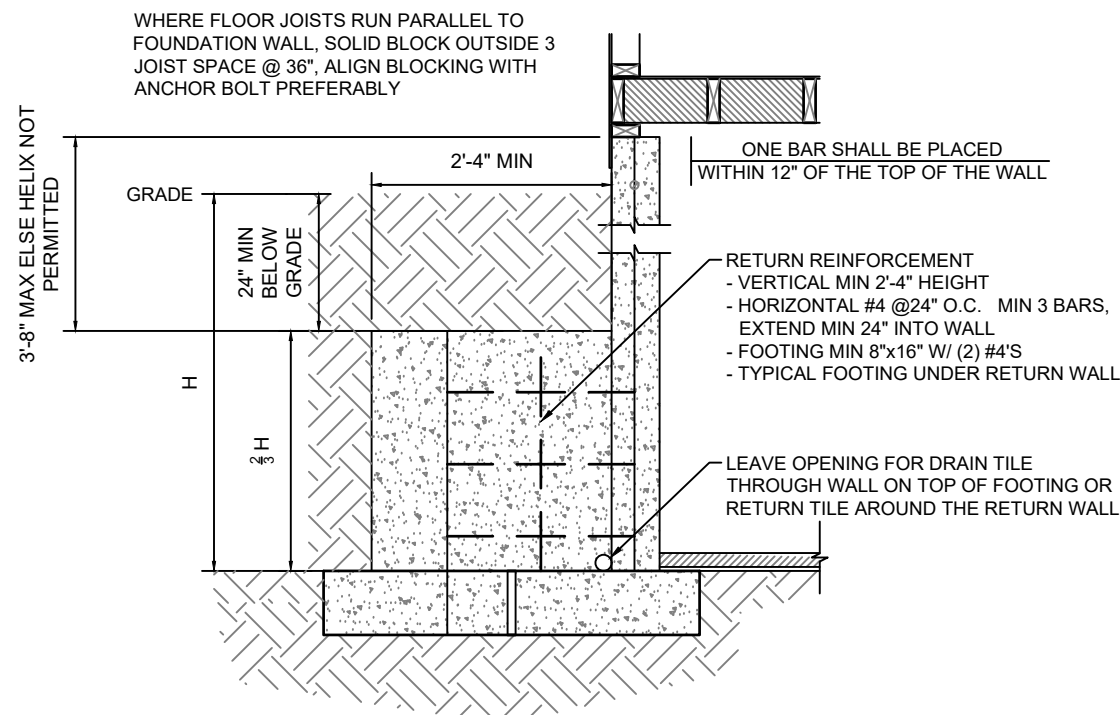 WHERE FLOOR JOISTS RUN PARALLEL TO
FOUNDATION WALL, SOLID BLOCK OUTSIDE 3
JOIST SPACE @ 36", ALIGN BLOCKING WITH
ANCHOR BOLT PREFERABLY
3'-8" MAX ELSE HELIX NOT
PERMITTED
2'-4" MIN
ONE BAR SHALL BE PLACED
WITHIN 12" OF THE TOP OF THE WALL
GRADE
24" MIN
BELOW
GRADE
RETURN REINFORCEMENT
- VERTICAL MIN 2'-4" HEIGHT
- HORIZONTAL #4 @24" O.C. MIN 3 BARS,
EXTEND MIN 24" INTO WALL
- FOOTING MIN 8"x16" W/ (2) #4'S
- TYPICAL FOOTING UNDER RETURN WALL
H
2/3 H
LEAVE OPENING FOR DRAIN TILE
THROUGH WALL ON TOP OF FOOTING OR
RETURN TILE AROUND THE RETURN WALL